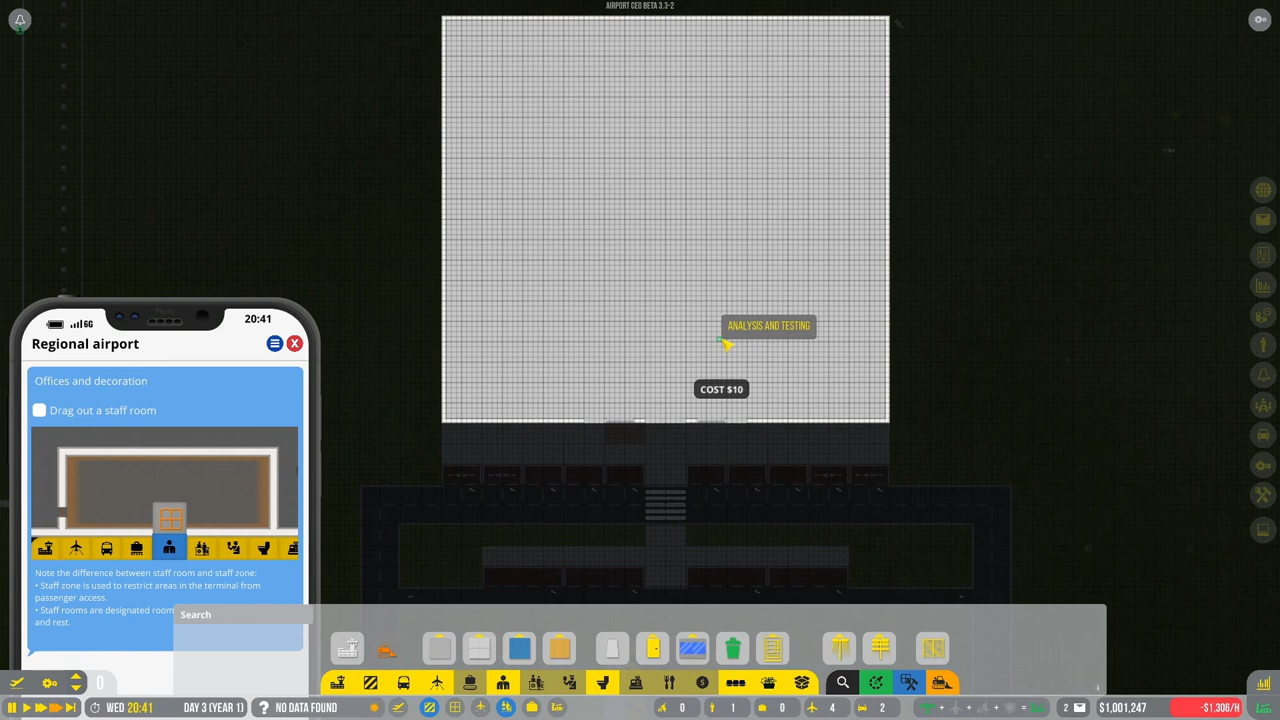 AIRPORT CEO BETA 3.3-2
ANALYSIS AND TESTING
COST $10
6G
20:41
Regional airport
Offices and decoration
Drag out a staff room
Note the difference between staff room and staff zone:
• Staff zone is used to restrict areas in the terminal from
passenger access.
• Staff rooms are designated room
and rest.
Search
0
WED 20:41
DAY 3 (YEAR 1)
? NO DATA FOUND
0
1
0
4
2
2
$1,001,247
-$1,306/H